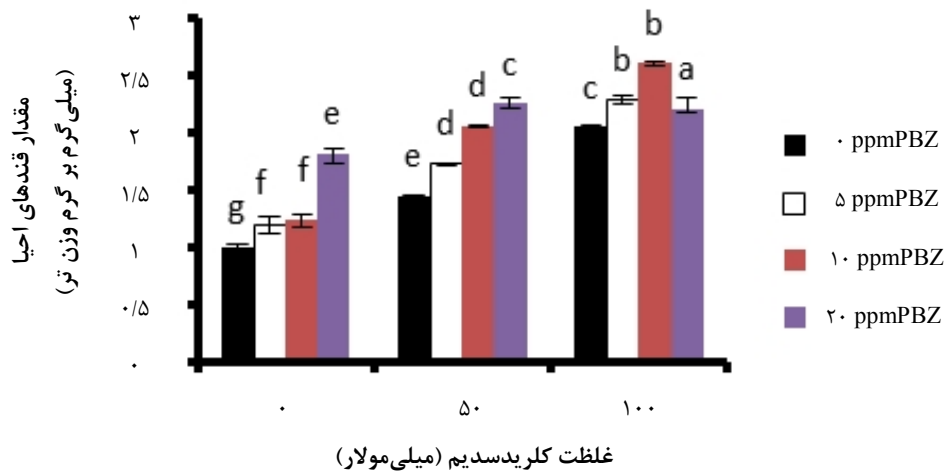 مقدار قندهای احیا
(میلی‌گرم بر گرم وزن تر)
۳
۲/۵
۲
۱/۵
۱
۰/۵
۰
g f f e
e d d c
c b b a
۰ ۵۰ ۱۰۰
غلظت کلریدسدیم (میلی‌مولار)
۰ ppmPBZ
۵ ppmPBZ
۱۰ ppmPBZ
۲۰ ppmPBZ